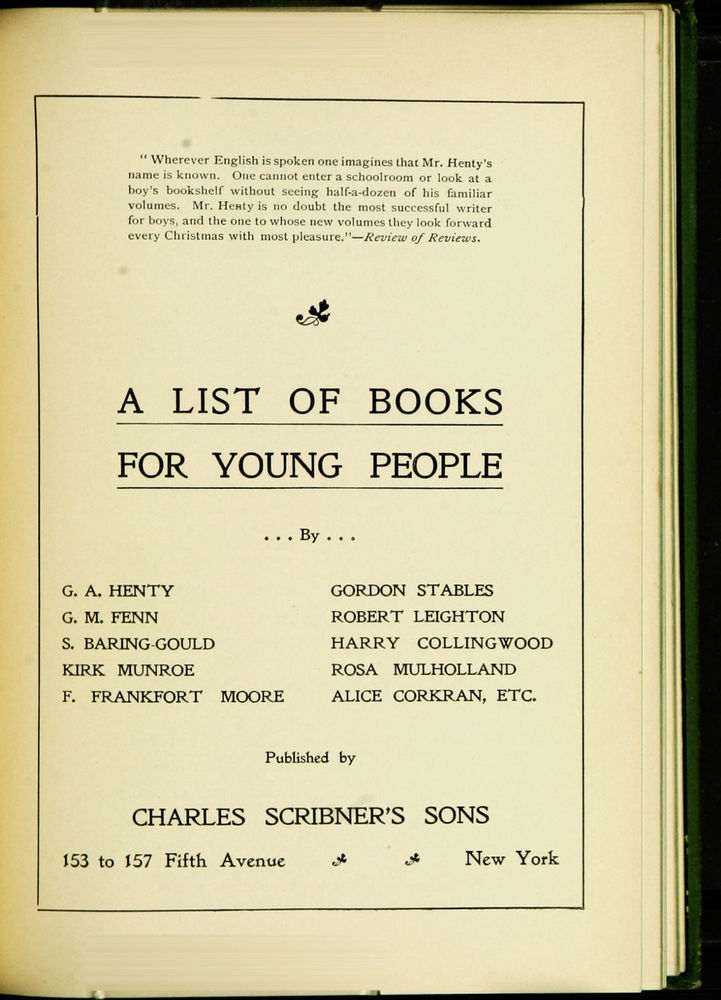 " Wherever English is spoken one imagines that Mr. Henty's
name is known. One cannot enter a schoolroom or look at a
boy's bookshelf without seeing half-a-dozen of his familiar
volumes. Mr. Henty is no doubt the most successful writer
for boys, and the one to whose new volumes they look forward
every Christmas with most pleasure."—Review of Reviews.
A LIST OF BOOKS
FOR YOUNG PEOPLE
. . . By . . .
G. A. HENTY
G. M. FENN
S. BARING-GOULD
KIRK MUNROE
F. FRANKFORT MOORE
GORDON STABLES
ROBERT LEIGHTON
HARRY COLLINGWOOD
ROSA MULHOLLAND
ALICE CORKRAN, ETC.
Published by
CHARLES SCRIBNER'S SONS
153 to 157 Fifth Avenue New York